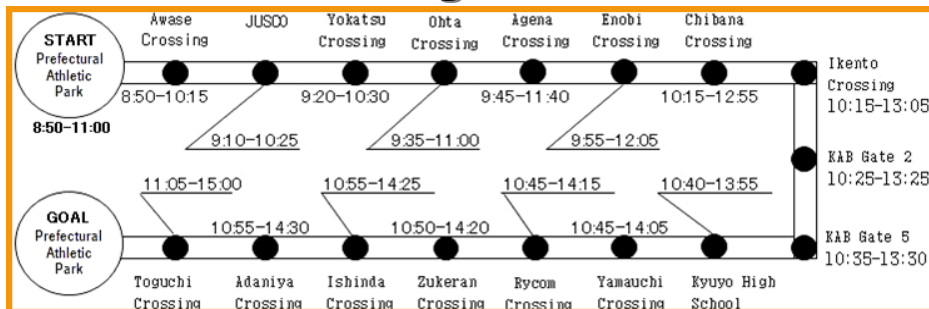 START
Prefectural
Athletic
Park
8:50-11:00
Awase
Crossing
JUSCO
Yokatsu
Crossing
Ohta
Crossing
Agena
Crossing
Enobi
Crossing
Chibana
Crossing
Ikento
Crossing
10:15-13:05
8:50-10:15
9:20-10:30
9:45-11:40
10:15-12:55
9:10-10:25
9:35-11:00
9:55-12:05
KAB Gate 2
10:25-13:25
11:05-15:00
10:55-14:25
10:45-14:15
10:40-13:55
GOAL
Prefectural
Athletic
Park
10:55-14:30
10:50-14:20
10:45-14:05
KAB Gate 5
10:35-13:30
Toguchi
Crossing
Adaniya
Crossing
Ishinda
Crossing
Zukeran
Crossing
Rycom
Crossing
Yamauchi
Crossing
Kyuyo High
School